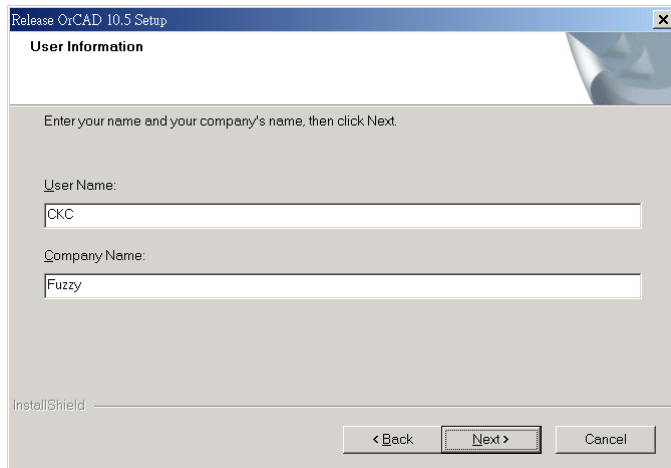 Release OrCAD 10.5 Setup
User Information
Enter your name and your company's name, then click Next.
User Name:
CKC
Company Name:
Fuzzy
InstallShield
< Back Next > Cancel